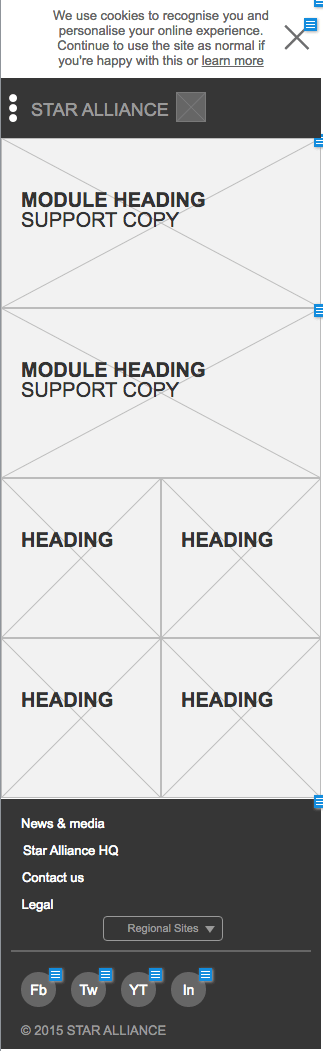 We use cookies to recognise you and
personalise your online experience.
Continue to use the site as normal if
you're happy with this or learn more
STAR ALLIANCE
MODULE HEADING
SUPPORT COPY
MODULE HEADING
SUPPORT COPY
HEADING
HEADING
HEADING
HEADING
News & media
Star Alliance HQ
Contact us
Legal
Regional Sites
Fb
Tw
YT
In
© 2015 STAR ALLIANCE